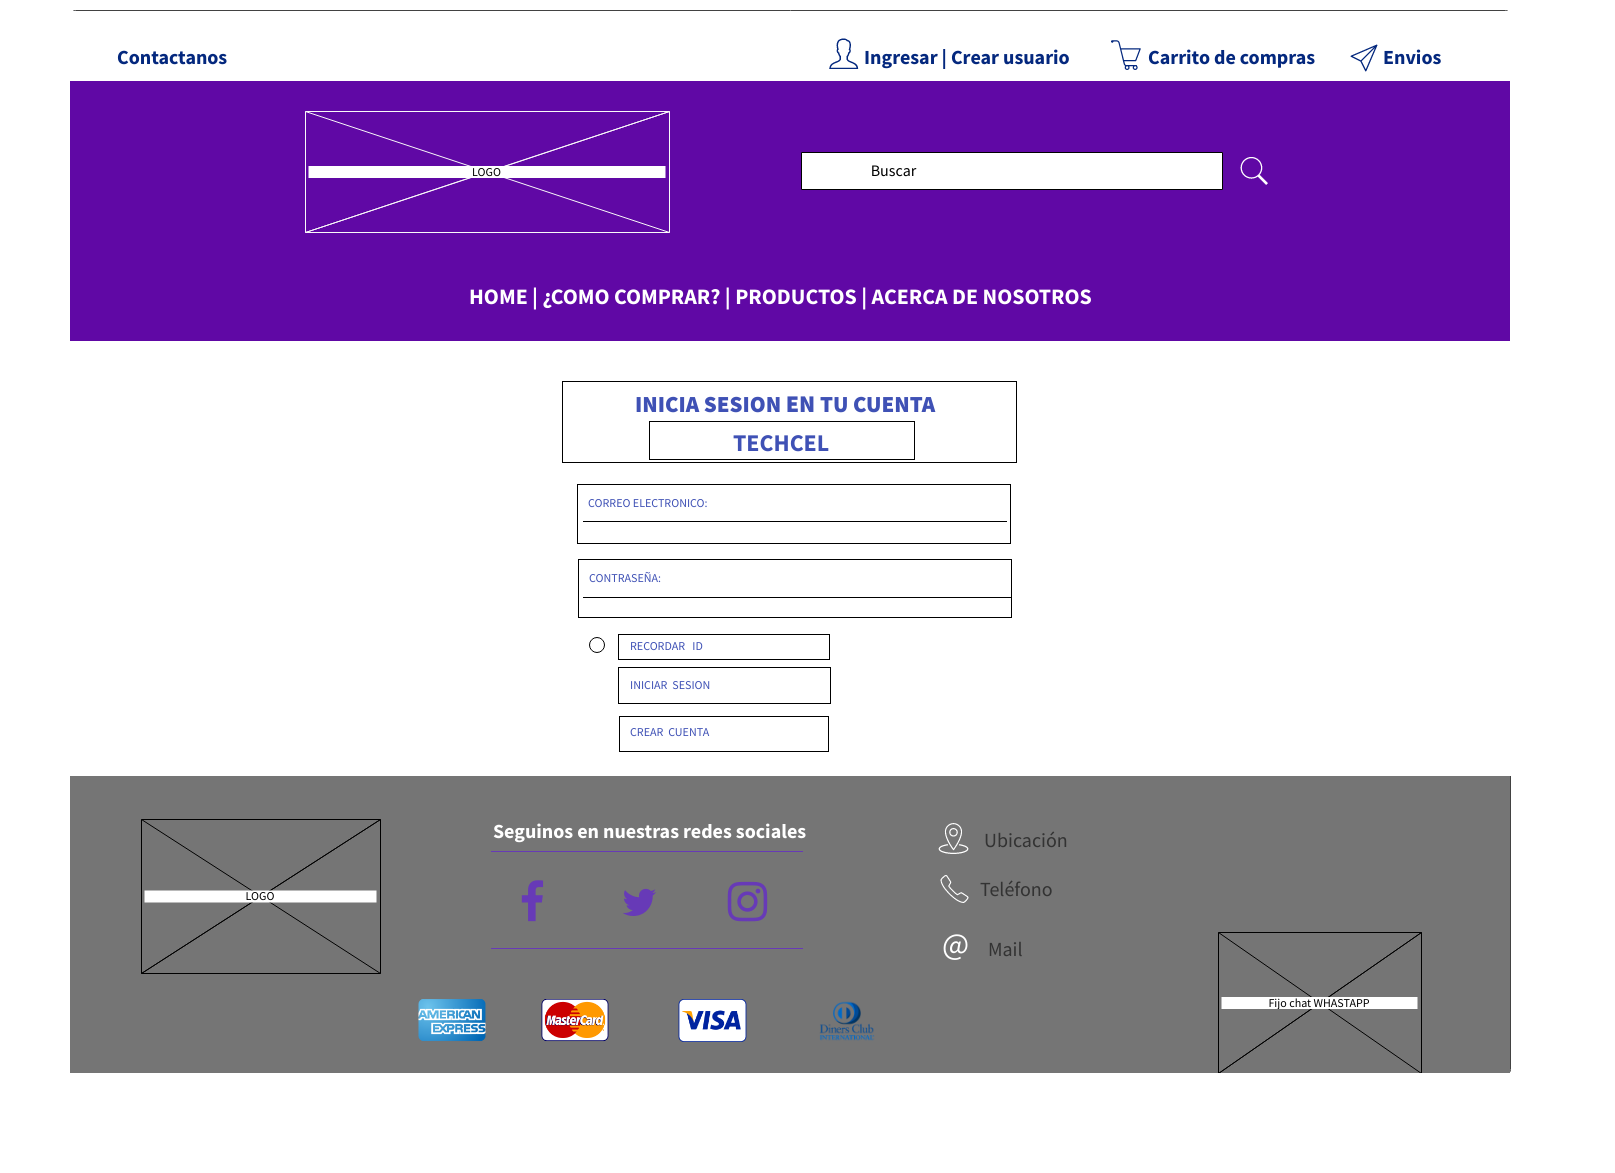 Contactanos
Ingresar | Crear usuario
Carrito de compras
Envios
LOGO
Buscar
HOME | ¿COMO COMPRAR? | PRODUCTOS | ACERCA DE NOSOTROS
INICIA SESION EN TU CUENTA
TECHCEL
CORREO ELECTRONICO:
CONTRASEÑA:
RECORDAR ID
INICIAR SESION
CREAR CUENTA
LOGO
Seguinos en nuestras redes sociales
Ubicación
Teléfono
@ Mail
Fijo chat WHASTAPP
AMERICAN
EXPRESS
MasterCard
VISA
Diners Club
INTERNATIONAL